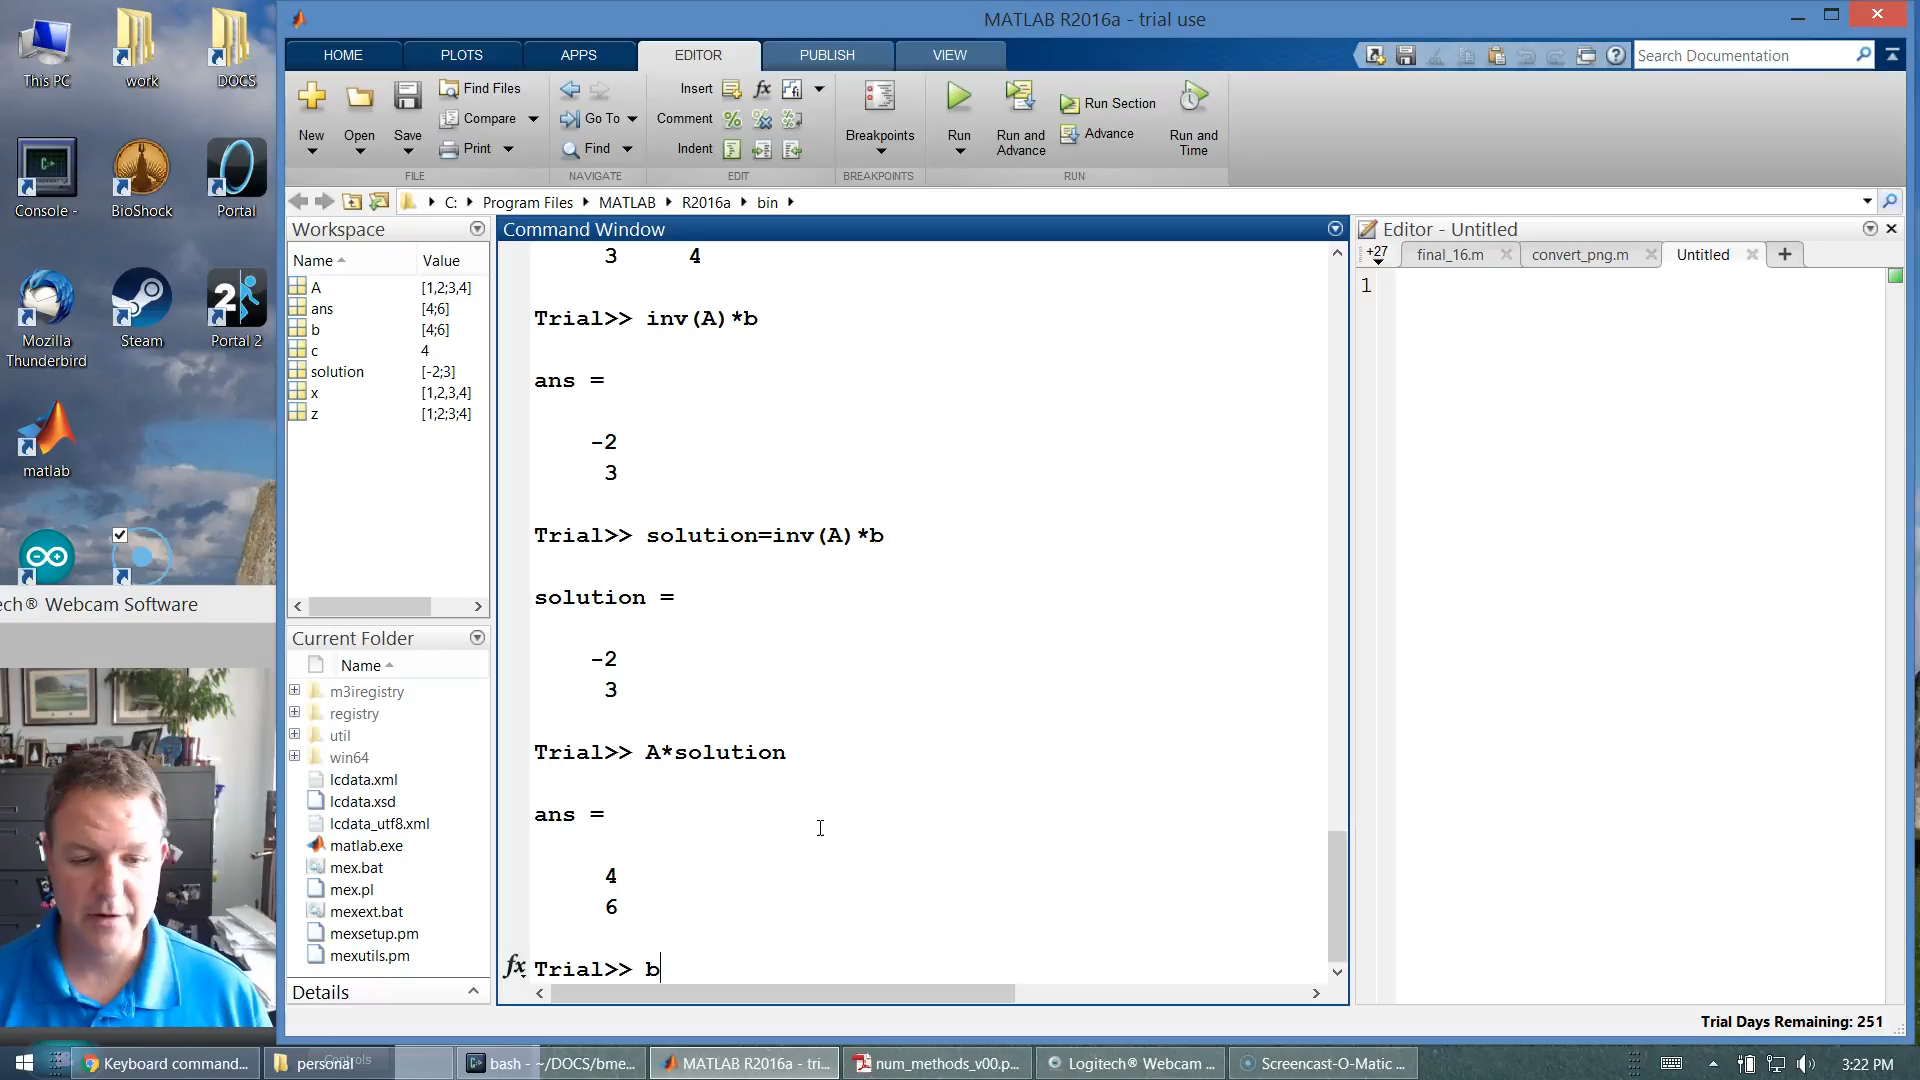 MATLAB R2016a - trial use
This PC
work
DOCS
Console -
BioShock
Portal
Mozilla
Thunderbird
Steam
Portal 2
matlab
ech® Webcam Software
HOME
PLOTS
APPS
EDITOR
PUBLISH
VIEW
Search Documentation
New
Open
Save
Find Files
Compare
Print
FILE
Go To
Find
NAVIGATE
Insert
fx
Comment
Indent
EDIT
Breakpoints
BREAKPOINTS
Run
Run and
Advance
Run Section
Advance
Run and
Time
RUN
C: Program Files MATLAB R2016a bin
Workspace
Name Value
A [1,2;3,4]
ans [4;6]
b [4;6]
c 4
solution [-2;3]
x [1,2,3,4]
z [1;2;3;4]
Current Folder
Name
m3iregistry
registry
util
win64
lcdata.xml
lcdata.xsd
lcdata_utf8.xml
matlab.exe
mex.bat
mex.pl
mexext.bat
mexsetup.pm
mexutils.pm
Details
Command Window
3 4
Trial>> inv(A)*b
ans =
-2
3
Trial>> solution=inv(A)*b
solution =
-2
3
Trial>> A*solution
ans =
4
6
fx Trial>> b
Editor - Untitled
+27
final_16.m
convert_png.m
Untitled
1
Trial Days Remaining: 251
Keyboard command...
personal
Controls
bash - ~/DOCS/bme...
MATLAB R2016a - tri...
num_methods_v00.p...
Logitech® Webcam ...
Screencast-O-Matic ...
3:22 PM